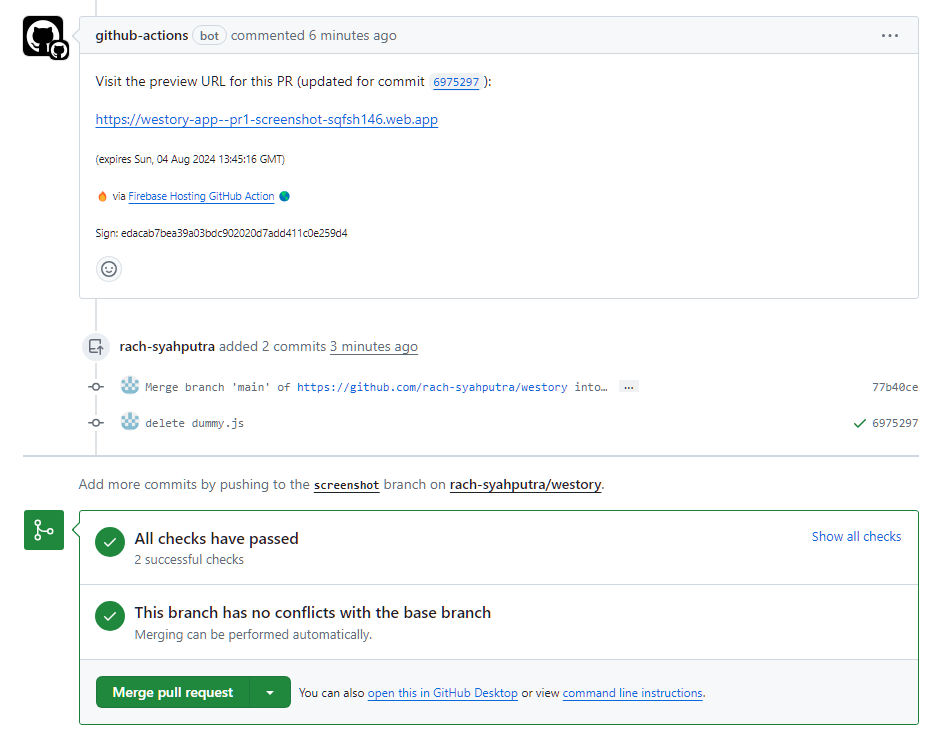 github-actions bot commented 6 minutes ago
Visit the preview URL for this PR (updated for commit 6975297 ):
https://westory-app--pr1-screenshot-sqfsh146.web.app
(expires Sun, 04 Aug 2024 13:45:16 GMT)
🔥 via Firebase Hosting GitHub Action 🌎
Sign: edacab7bea39a03bdc902020d7add411c0e259d4
rach-syahputra added 2 commits 3 minutes ago
Merge branch 'main' of https://github.com/rach-syahputra/westory into… … 77b40ce
delete dummy.js 6975297
Add more commits by pushing to the screenshot branch on rach-syahputra/westory.
All checks have passed Show all checks
2 successful checks
This branch has no conflicts with the base branch
Merging can be performed automatically.
Merge pull request You can also open this in GitHub Desktop or view command line instructions.